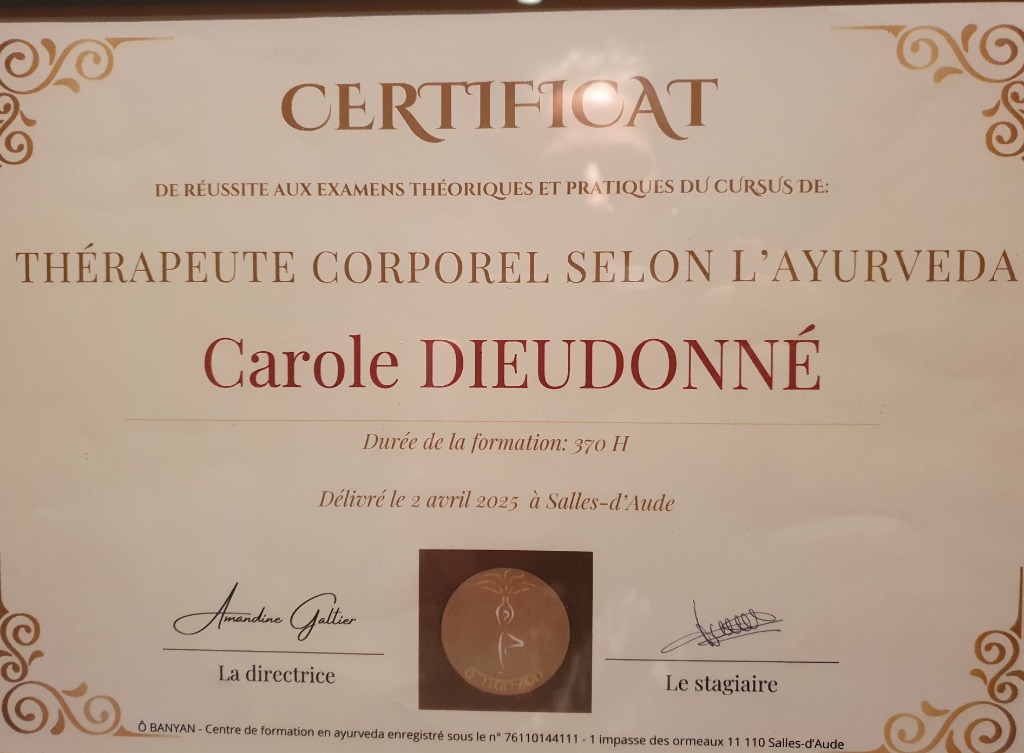 CERTIFICAT
DE RÉUSSITE AUX EXAMENS THÉORIQUES ET PRATIQUES DU CURSUS DE:
THÉRAPEUTE CORPOREL SELON L'AYURVEDA
Carole DIEUDONNÉ
Durée de la formation: 370 H
Délivré le 2 avril 2025 à Salles-d'Aude
Amandine Galtier
La directrice
Ô BANYAN
Le stagiaire
Ô BANYAN - Centre de formation en ayurveda enregistré sous le n° 76110144111 - 1 impasse des ormeaux 11 110 Salles-d'Aude